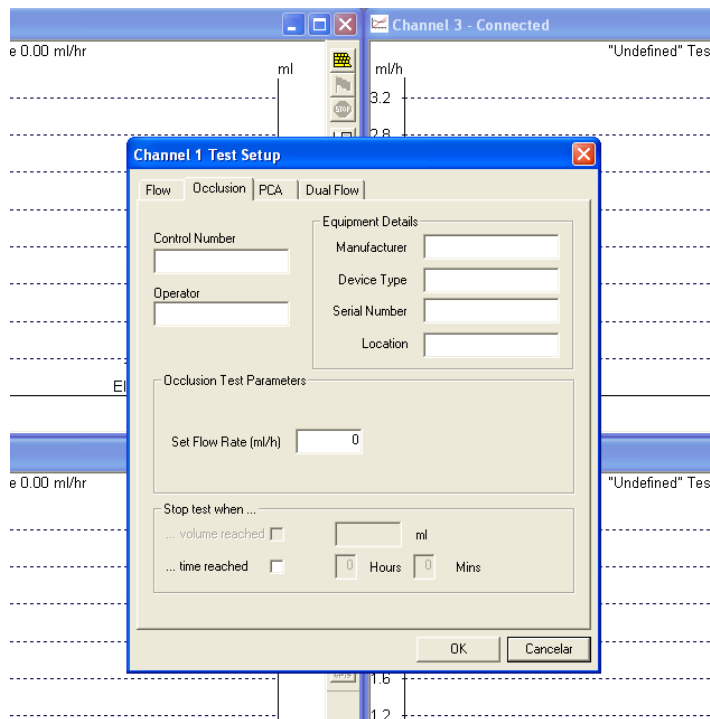 Channel 3 - Connected
e 0.00 ml/hr
"Undefined" Tes
ml
ml/h
3.2
STOP
2.8
Channel 1 Test Setup
Flow
Occlusion
PCA
Dual Flow
Equipment Details
Control Number
Manufacturer
Device Type
Operator
Serial Number
Location
El
Occlusion Test Parameters
Set Flow Rate (ml/h)
0
e 0.00 ml/hr
"Undefined" Tes
Stop test when ...
... volume reached
ml
... time reached
0
Hours
0
Mins
OK
Cancelar
1.6
1.2